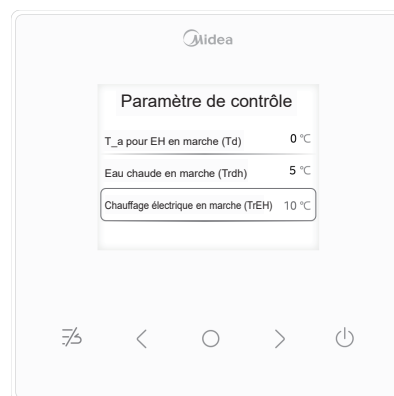 Midea
Paramètre de contrôle
T_a pour EH en marche (Td) 0 °C
Eau chaude en marche (Trdh) 5 °C
Chauffage électrique en marche (TrEH) 10 °C